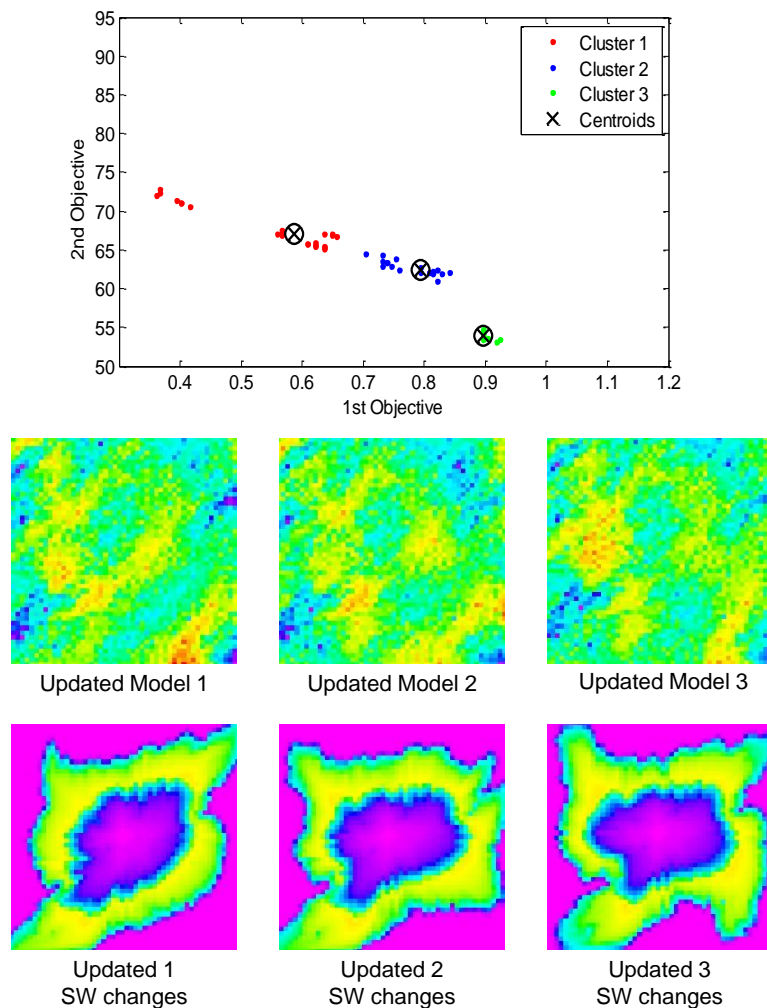 95
90
85
80
75
70
65
60
55
50
2nd Objective
0.4 0.5 0.6 0.7 0.8 0.9 1 1.1 1.2
1st Objective
Cluster 1
Cluster 2
Cluster 3
Centroids
Updated Model 1
Updated Model 2
Updated Model 3
Updated 1
SW changes
Updated 2
SW changes
Updated 3
SW changes